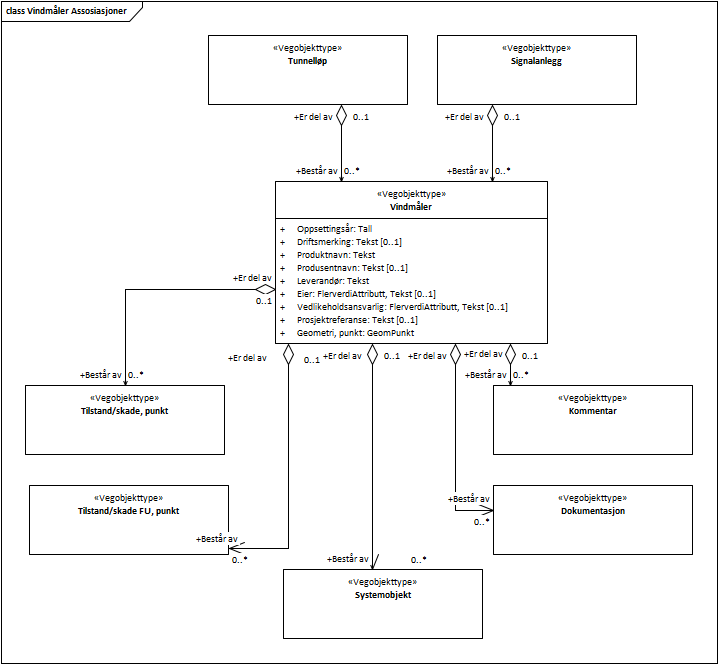 class Vindmåler Assosiasjoner
«Vegobjekttype»
Tunnelløp
«Vegobjekttype»
Signalanlegg
+Er del av 0..1
+Er del av 0..1
+Består av 0..*
+Består av 0..*
«Vegobjekttype»
Vindmåler
+ Oppsettingsår: Tall
+ Driftsmerking: Tekst [0..1]
+ Produktnavn: Tekst
+ Produsentnavn: Tekst [0..1]
+ Leverandør: Tekst
+ Eier: FlerverdiAttributt, Tekst [0..1]
+ Vedlikeholdsansvarlig: FlerverdiAttributt, Tekst [0..1]
+ Prosjektreferanse: Tekst [0..1]
+ Geometri, punkt: GeomPunkt
+Er del av
0..1
+Er del av 0..1
+Er del av 0..1
+Er del av
+Er del av 0..1
+Består av 0..*
+Består av 0..*
«Vegobjekttype»
Tilstand/skade, punkt
«Vegobjekttype»
Kommentar
«Vegobjekttype»
Tilstand/skade FU, punkt
+Består av
0..*
+Består av
0..*
«Vegobjekttype»
Dokumentasjon
+Består av 0..*
«Vegobjekttype»
Systemobjekt